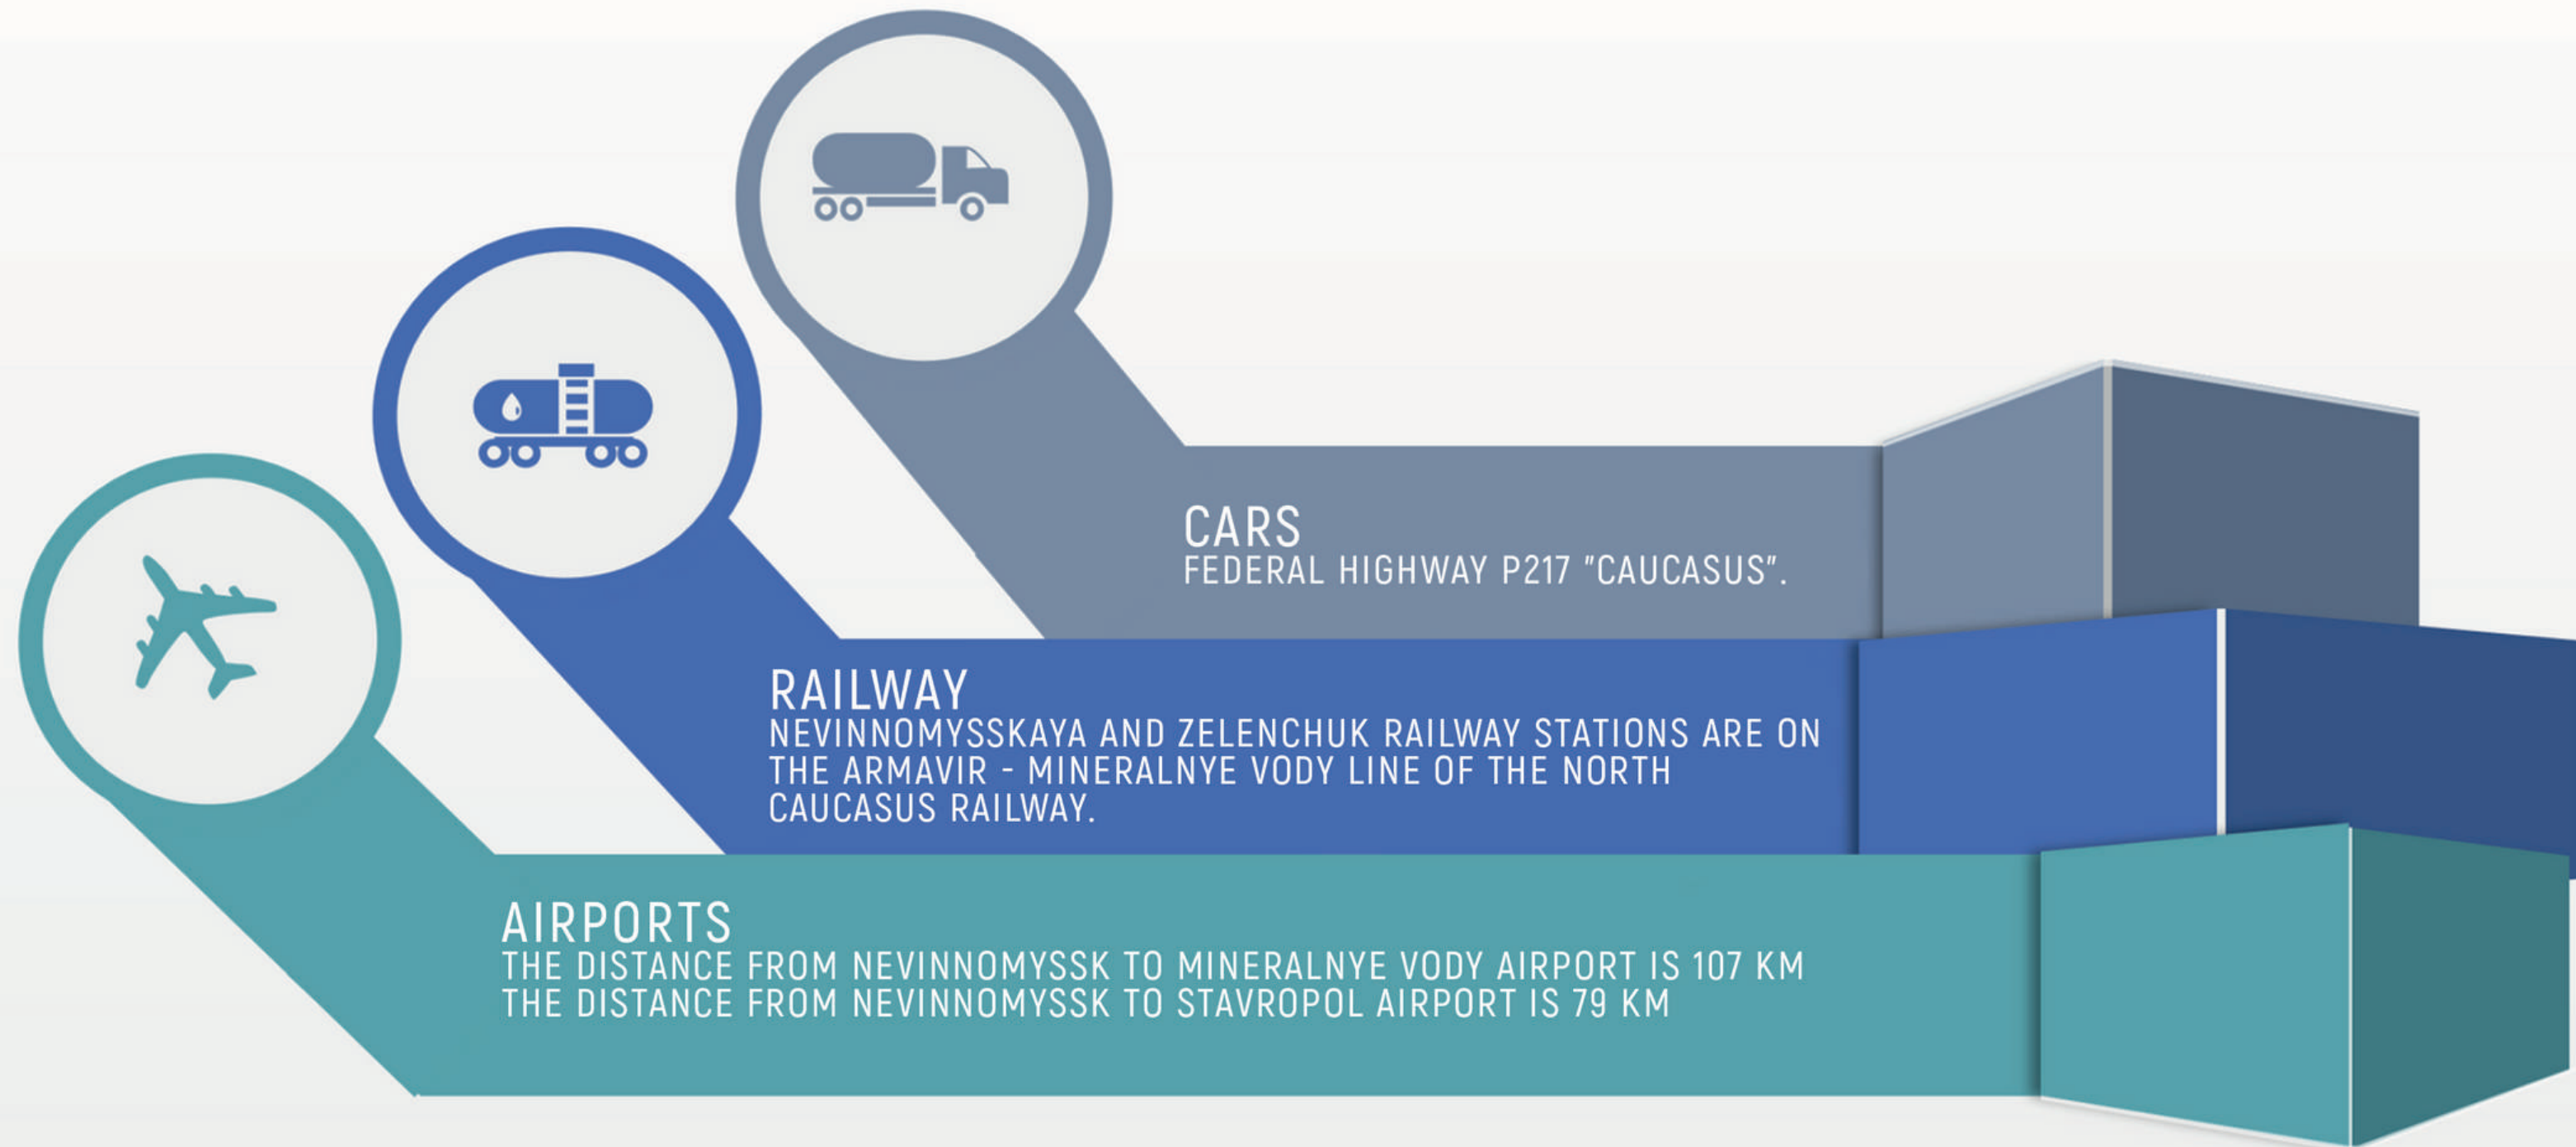 CARS
FEDERAL HIGHWAY P217 "CAUCASUS".
RAILWAY
NEVINNOMYSSKAYA AND ZELENCHUK RAILWAY STATIONS ARE ON
THE ARMAVIR - MINERALNYE VODY LINE OF THE NORTH
CAUCASUS RAILWAY.
AIRPORTS
THE DISTANCE FROM NEVINNOMYSSK TO MINERALNYE VODY AIRPORT IS 107 KM
THE DISTANCE FROM NEVINNOMYSSK TO STAVROPOL AIRPORT IS 79 KM